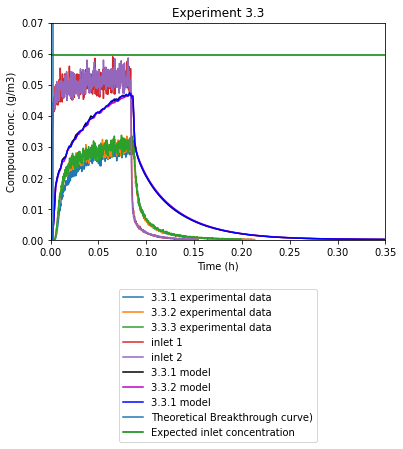 Experiment 3.3
Compound conc. (g/m3)
0.07
0.06
0.05
0.04
0.03
0.02
0.01
0.00
0.00 0.05 0.10 0.15 0.20 0.25 0.30 0.35
Time (h)
3.3.1 experimental data
3.3.2 experimental data
3.3.3 experimental data
inlet 1
inlet 2
3.3.1 model
3.3.2 model
3.3.1 model
Theoretical Breakthrough curve)
Expected inlet concentration